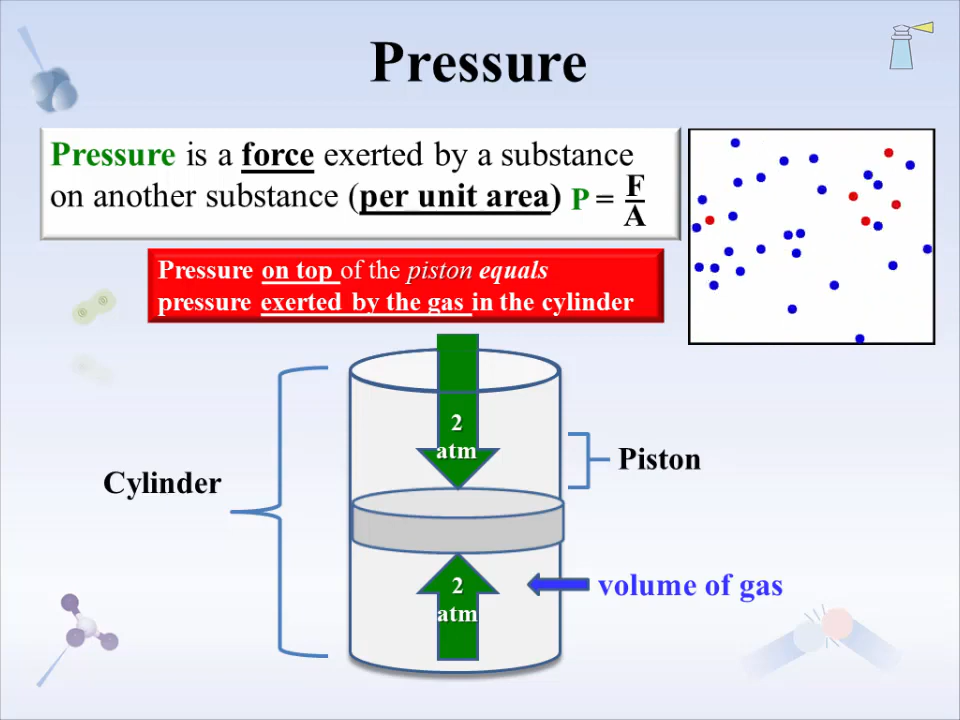 Pressure
Pressure is a force exerted by a substance
on another substance (per unit area) P = F
A
Pressure on top of the piston equals
pressure exerted by the gas in the cylinder
2
atm
Piston
Cylinder
2
atm
volume of gas